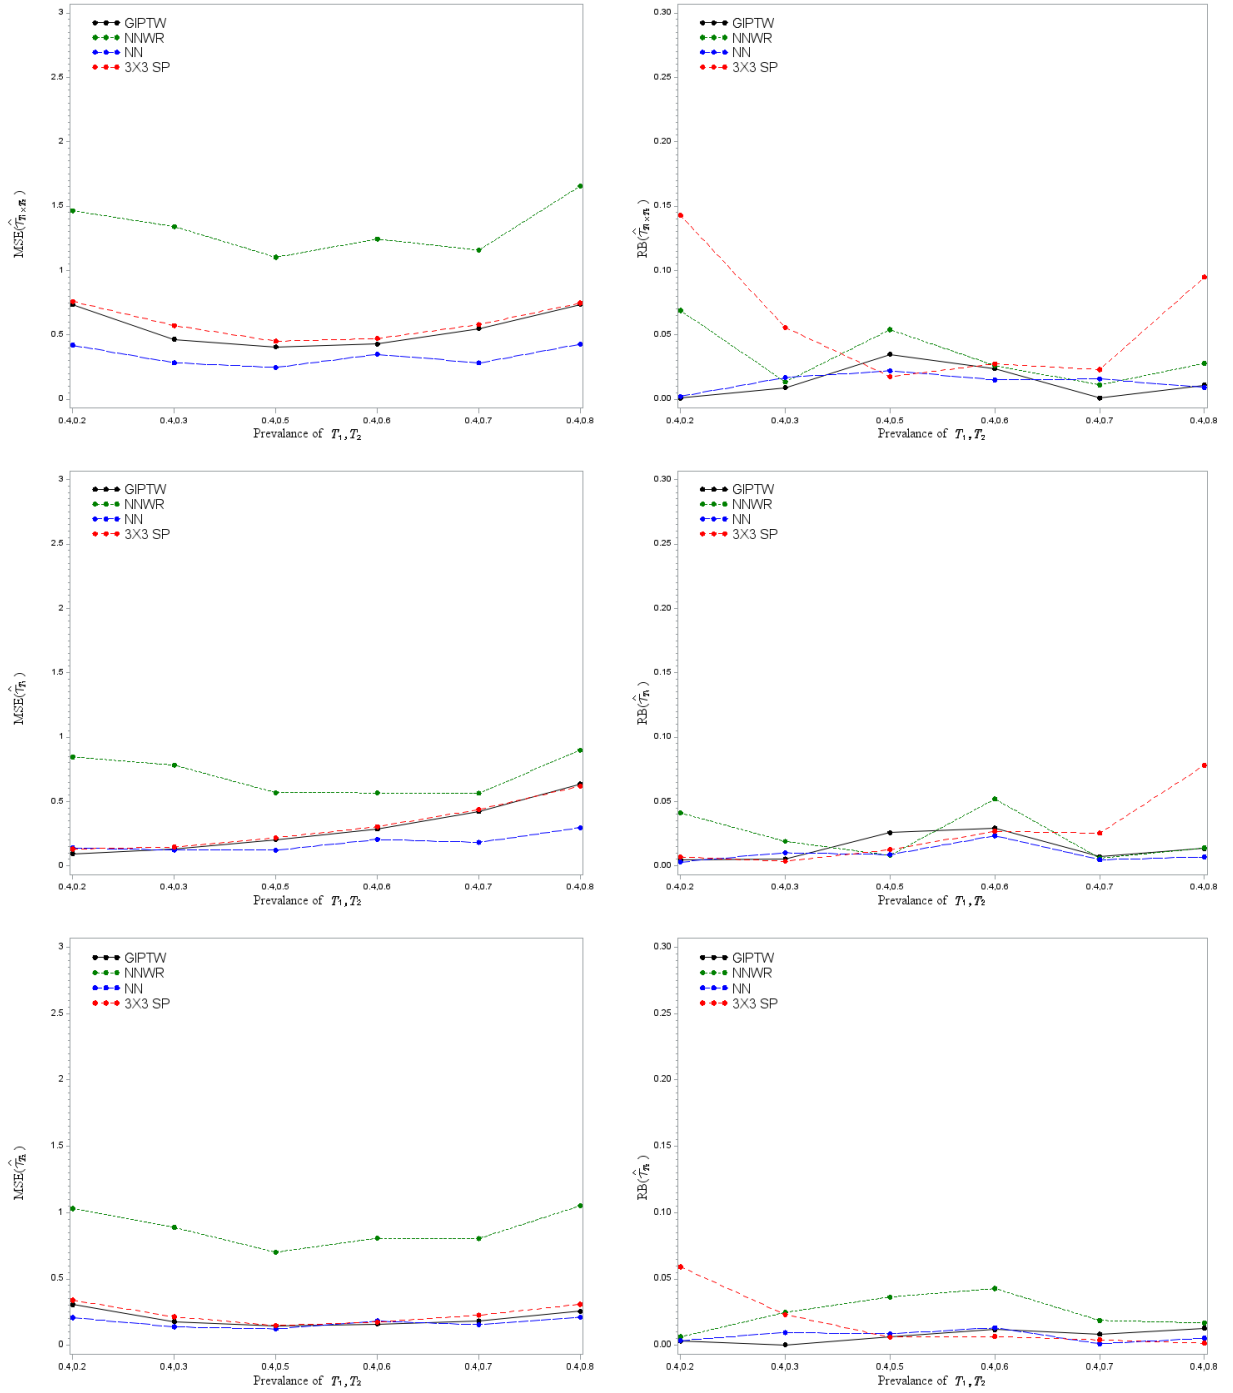 GIPTW
NNWR
NN
3X3 SP
3
2.5
2
1.5
1
0.5
0
MSE(τ̂T₁×T₂)
0.4,0.2 0.4,0.3 0.4,0.5 0.4,0.6 0.4,0.7 0.4,0.8
Prevalance of T₁,T₂
GIPTW
NNWR
NN
3X3 SP
0.30
0.25
0.20
0.15
0.10
0.05
0.00
RB(τ̂T₁×T₂)
0.4,0.2 0.4,0.3 0.4,0.5 0.4,0.6 0.4,0.7 0.4,0.8
Prevalance of T₁,T₂
GIPTW
NNWR
NN
3X3 SP
3
2.5
2
1.5
1
0.5
0
MSE(τ̂T₁)
0.4,0.2 0.4,0.3 0.4,0.5 0.4,0.6 0.4,0.7 0.4,0.8
Prevalance of T₁,T₂
GIPTW
NNWR
NN
3X3 SP
0.30
0.25
0.20
0.15
0.10
0.05
0.00
RB(τ̂T₁)
0.4,0.2 0.4,0.3 0.4,0.5 0.4,0.6 0.4,0.7 0.4,0.8
Prevalance of T₁,T₂
GIPTW
NNWR
NN
3X3 SP
3
2.5
2
1.5
1
0.5
0
MSE(τ̂T₂)
0.4,0.2 0.4,0.3 0.4,0.5 0.4,0.6 0.4,0.7 0.4,0.8
Prevalance of T₁,T₂
GIPTW
NNWR
NN
3X3 SP
0.30
0.25
0.20
0.15
0.10
0.05
0.00
RB(τ̂T₂)
0.4,0.2 0.4,0.3 0.4,0.5 0.4,0.6 0.4,0.7 0.4,0.8
Prevalance of T₁,T₂